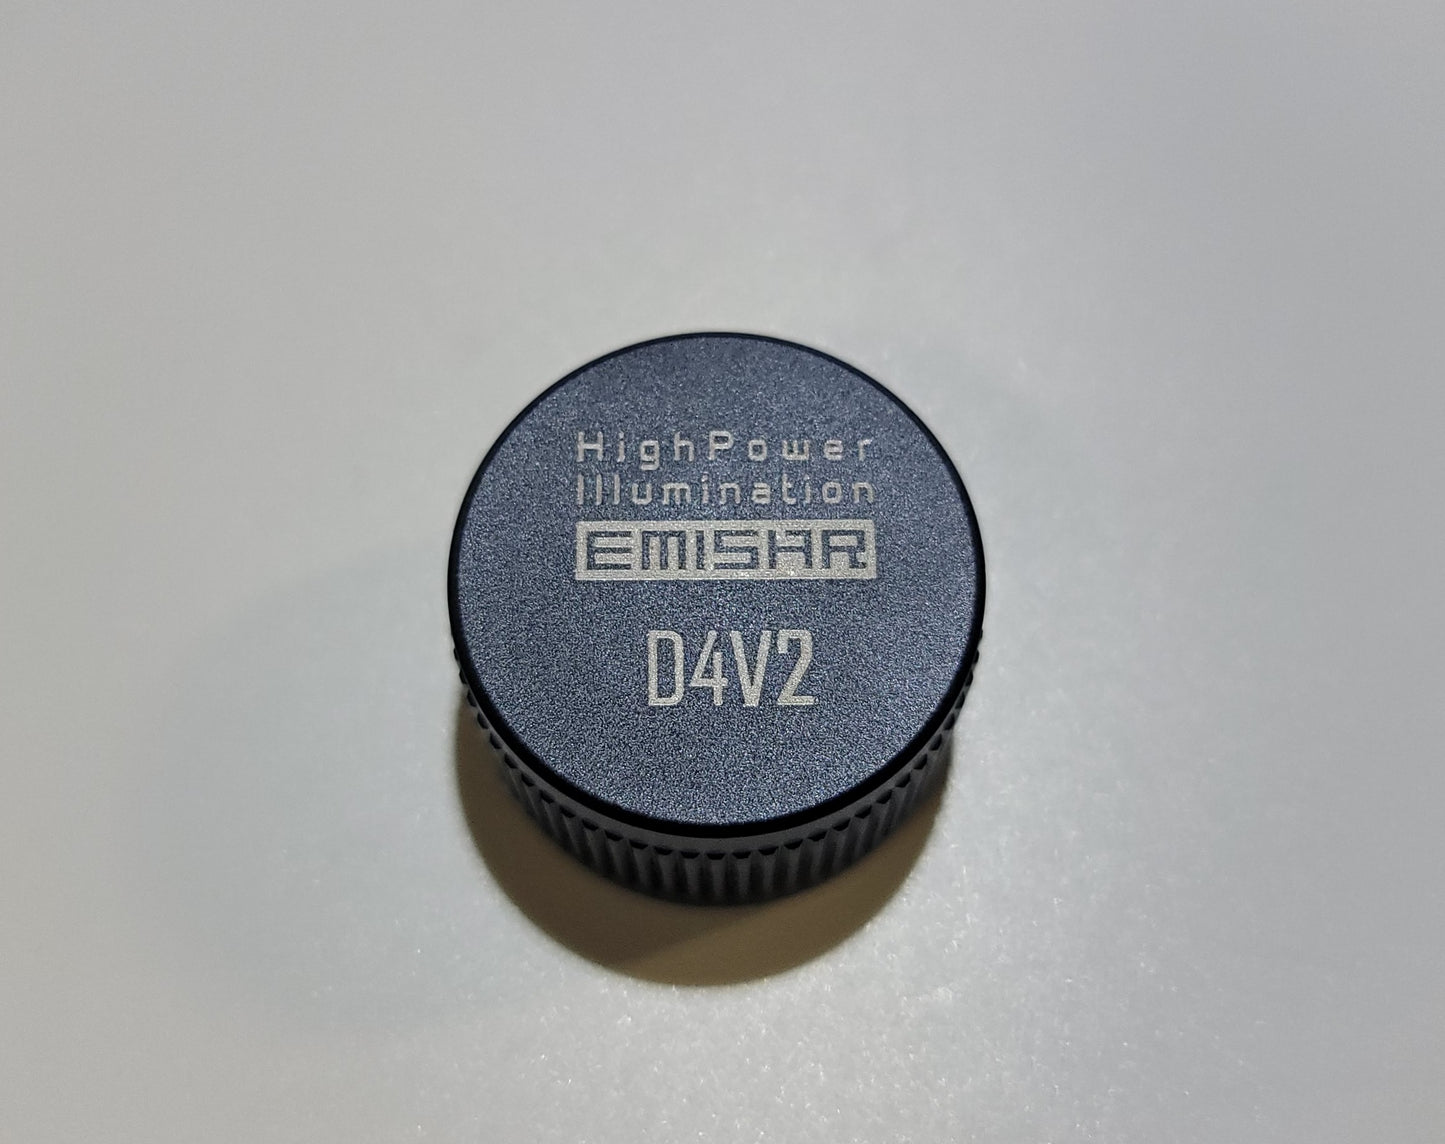 HighPower
Illumination
EMISAR
D4V2